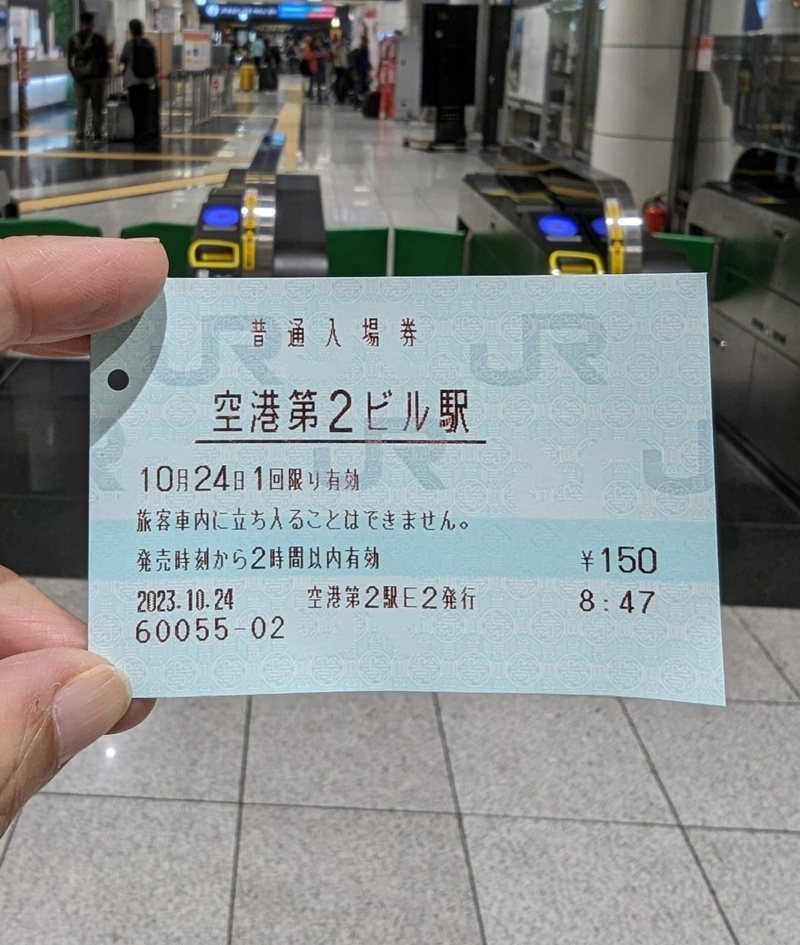 普通入場券
空港第2ビル駅
10月24日1回限り有効
旅客車内に立ち入ることはできません。
発売時刻から2時間以内有効 ¥150
2023.10.24 空港第2駅E2発行 8:47
60055-02
JR JR
JR